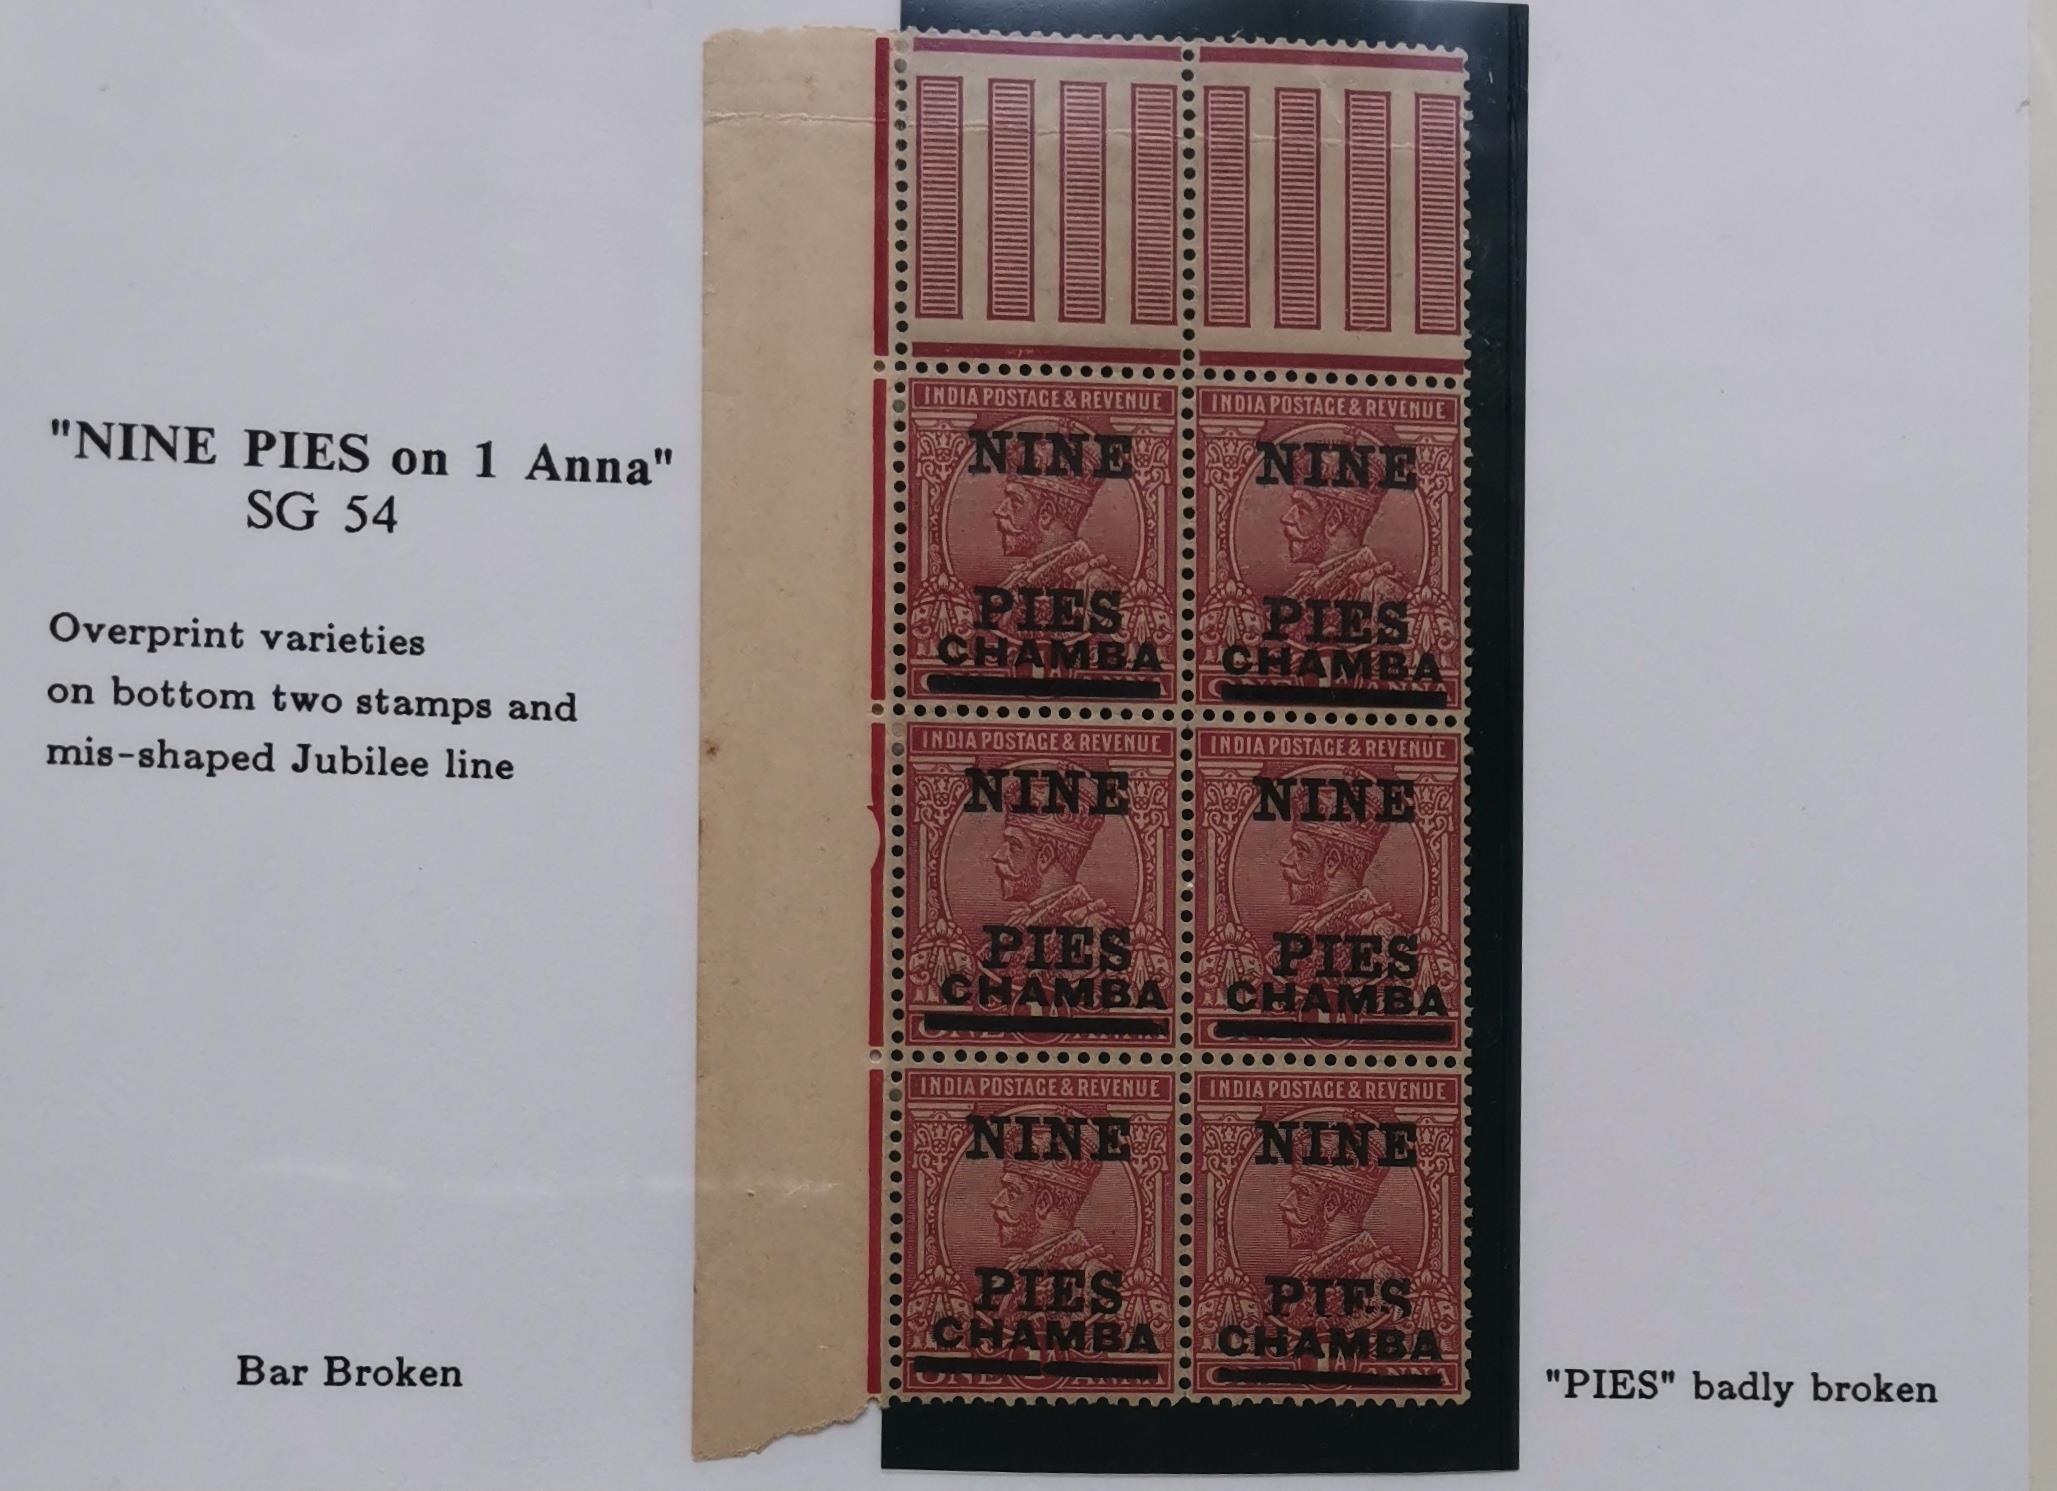 "NINE PIES on 1 Anna"
SG 54
Overprint varieties
on bottom two stamps and
mis-shaped Jubilee line
INDIA POSTAGE & REVENUE
NINE
PIES
CHAMBA
INDIA POSTAGE & REVENUE
NINE
PIES
CHAMBA
INDIA POSTAGE & REVENUE
NINE
PIES
CHAMBA
INDIA POSTAGE & REVENUE
NINE
PIES
CHAMBA
INDIA POSTAGE & REVENUE
NINE
PIES
CHAMBA
ONE ANNA
INDIA POSTAGE & REVENUE
NINE
PIES
CHAMBA
Bar Broken
"PIES" badly broken